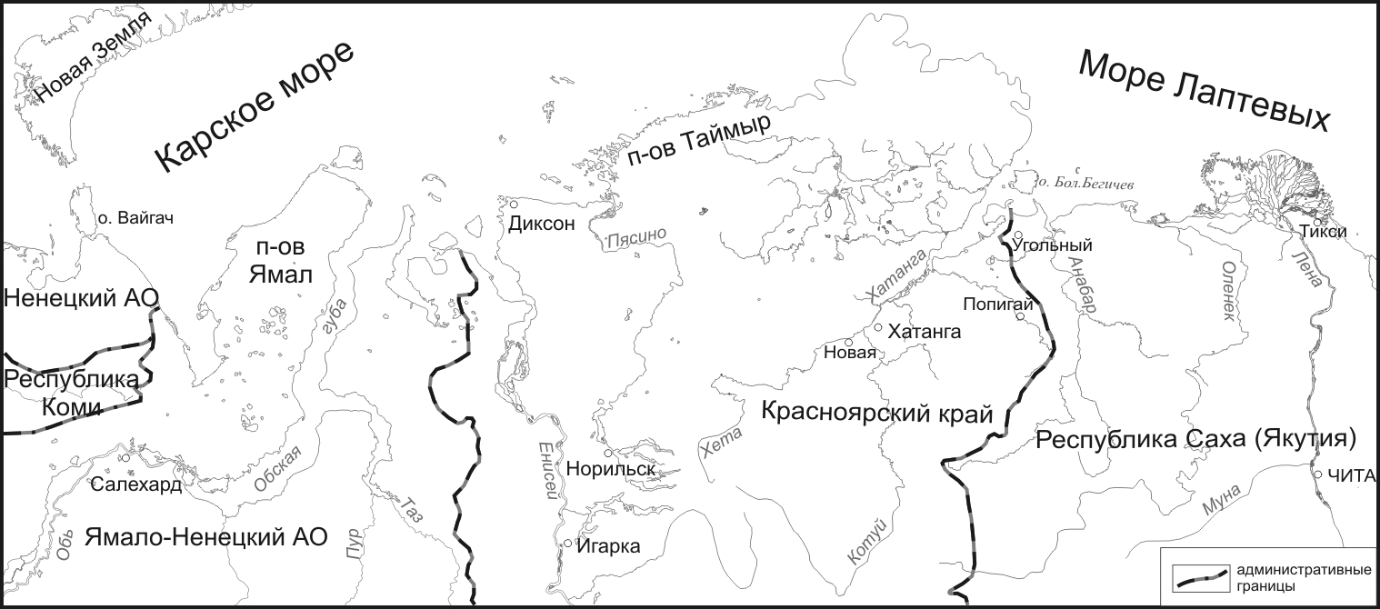 Новая Земля
Карское море
Море Лаптевых
п-ов Таймыр
о. Бол.Бегичев
о. Вайгач
Диксон
Пясино
Тикси
п-ов
Ямал
Угольный
Хатанга
Анабар
Оленек
Лена
Ненецкий АО
губа
Попигай
Хатанга
Новая
Республика
Коми
Красноярский край
Республика Саха (Якутия)
Хета
Обская
Енисей
Норильск
Салехард
ЧИТА
Муна
Таз
Обь
Ямало-Ненецкий АО
Пур
Игарка
Котуй
административные
границы